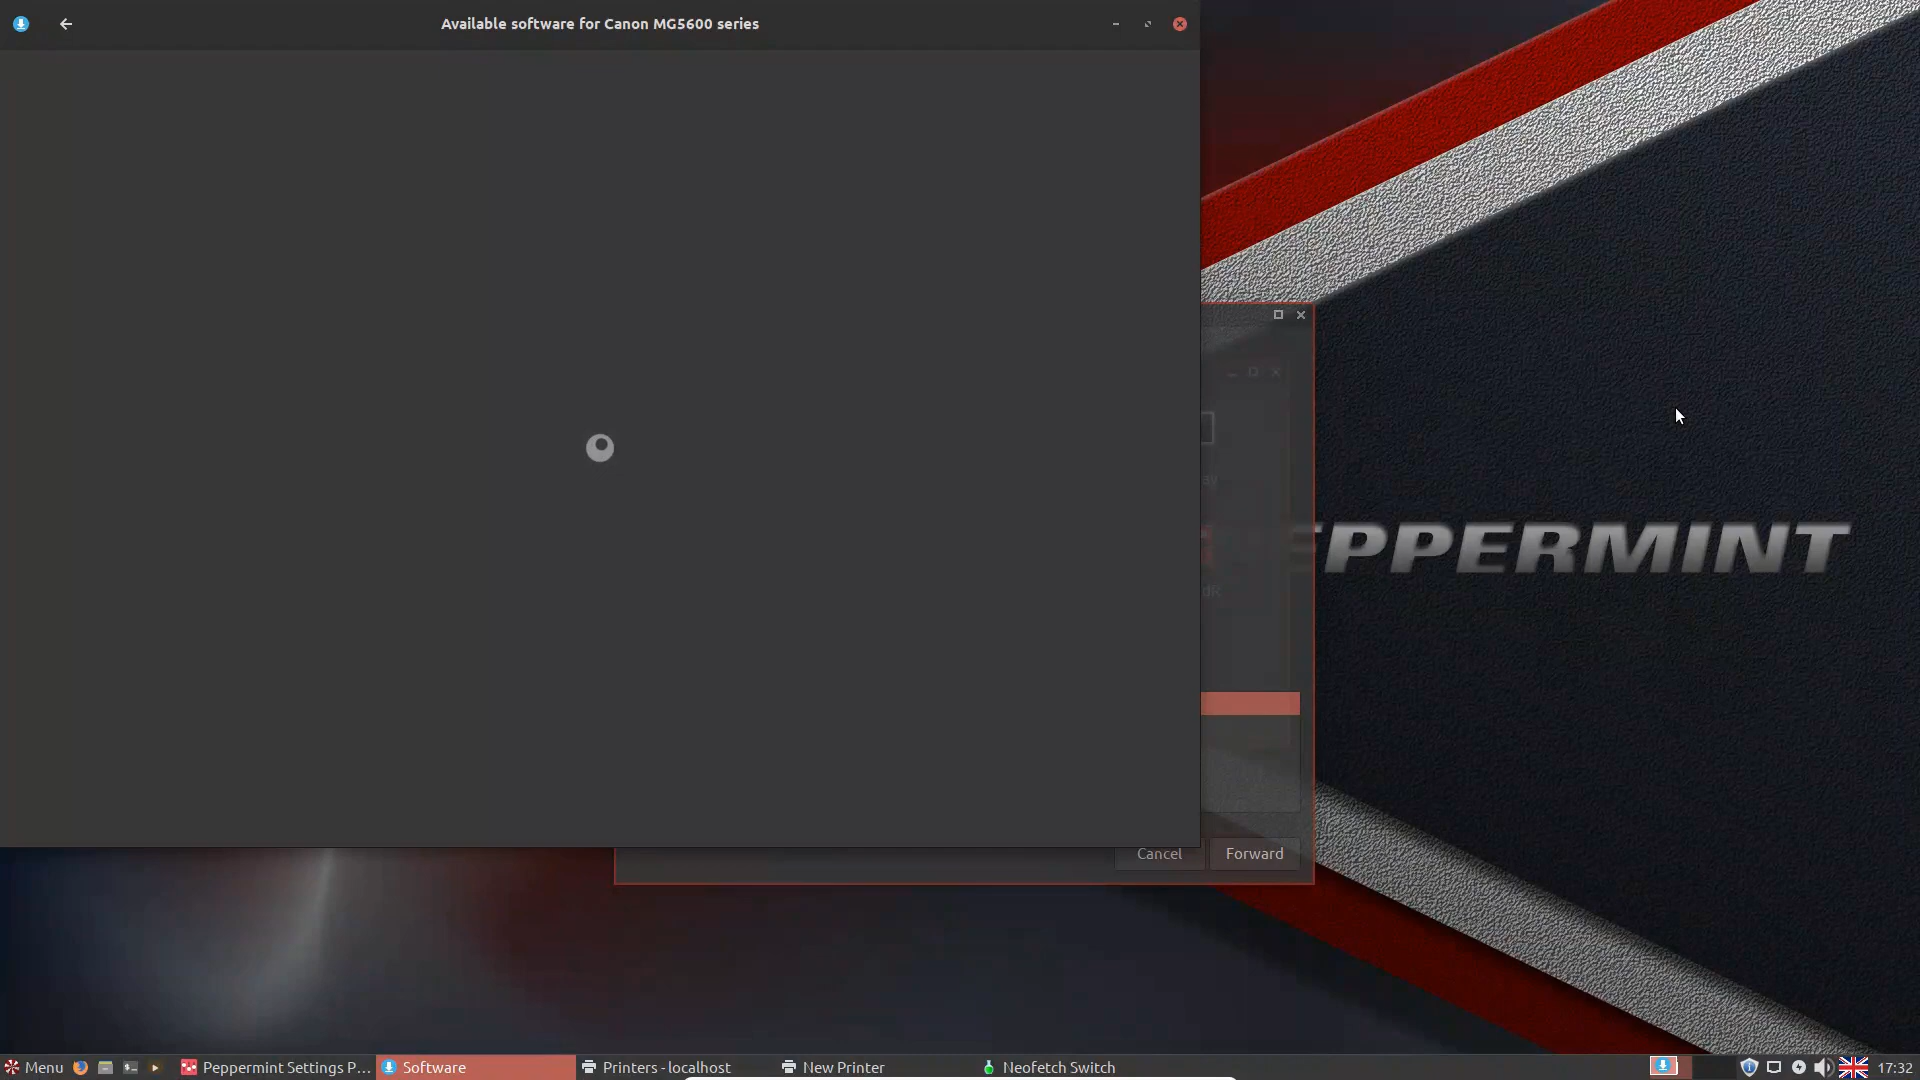 Available software for Canon MG5600 series
EPPERMINT
Cancel
Forward
Menu
Peppermint Settings P...
Software
Printers - localhost
New Printer
Neofetch Switch
17:32